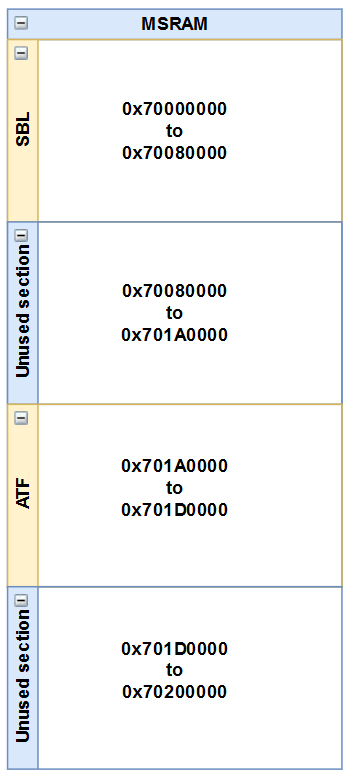 MSRAM
SBL
0x70000000
to
0x70080000
Unused section
0x70080000
to
0x701A0000
ATF
0x701A0000
to
0x701D0000
Unused section
0x701D0000
to
0x70200000